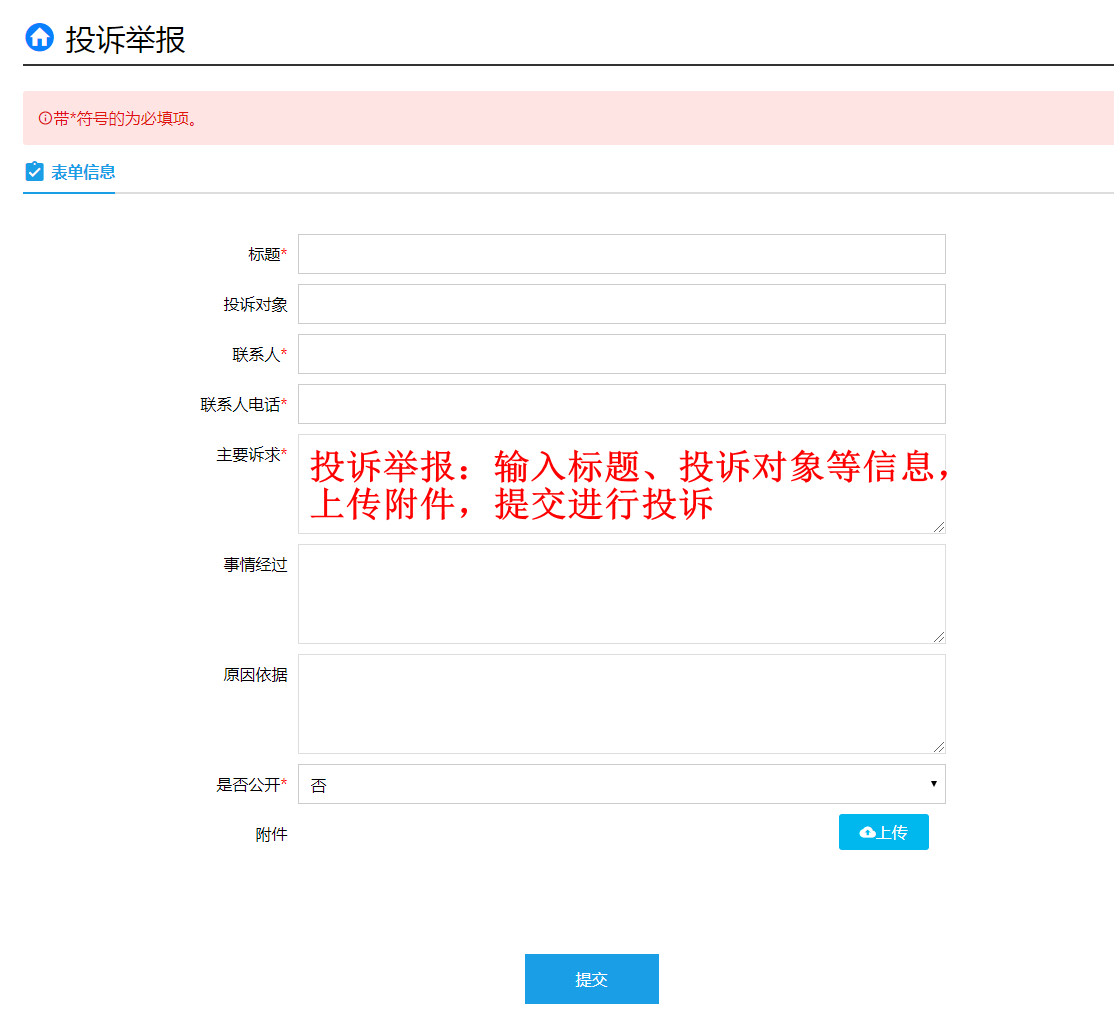 投诉举报
带*符号的为必填项。
表单信息
标题*
投诉对象
联系人*
联系人电话*
主要诉求*
投诉举报：输入标题、投诉对象等信息，
上传附件，提交进行投诉
事情经过
原因依据
是否公开* 否
附件 上传
提交